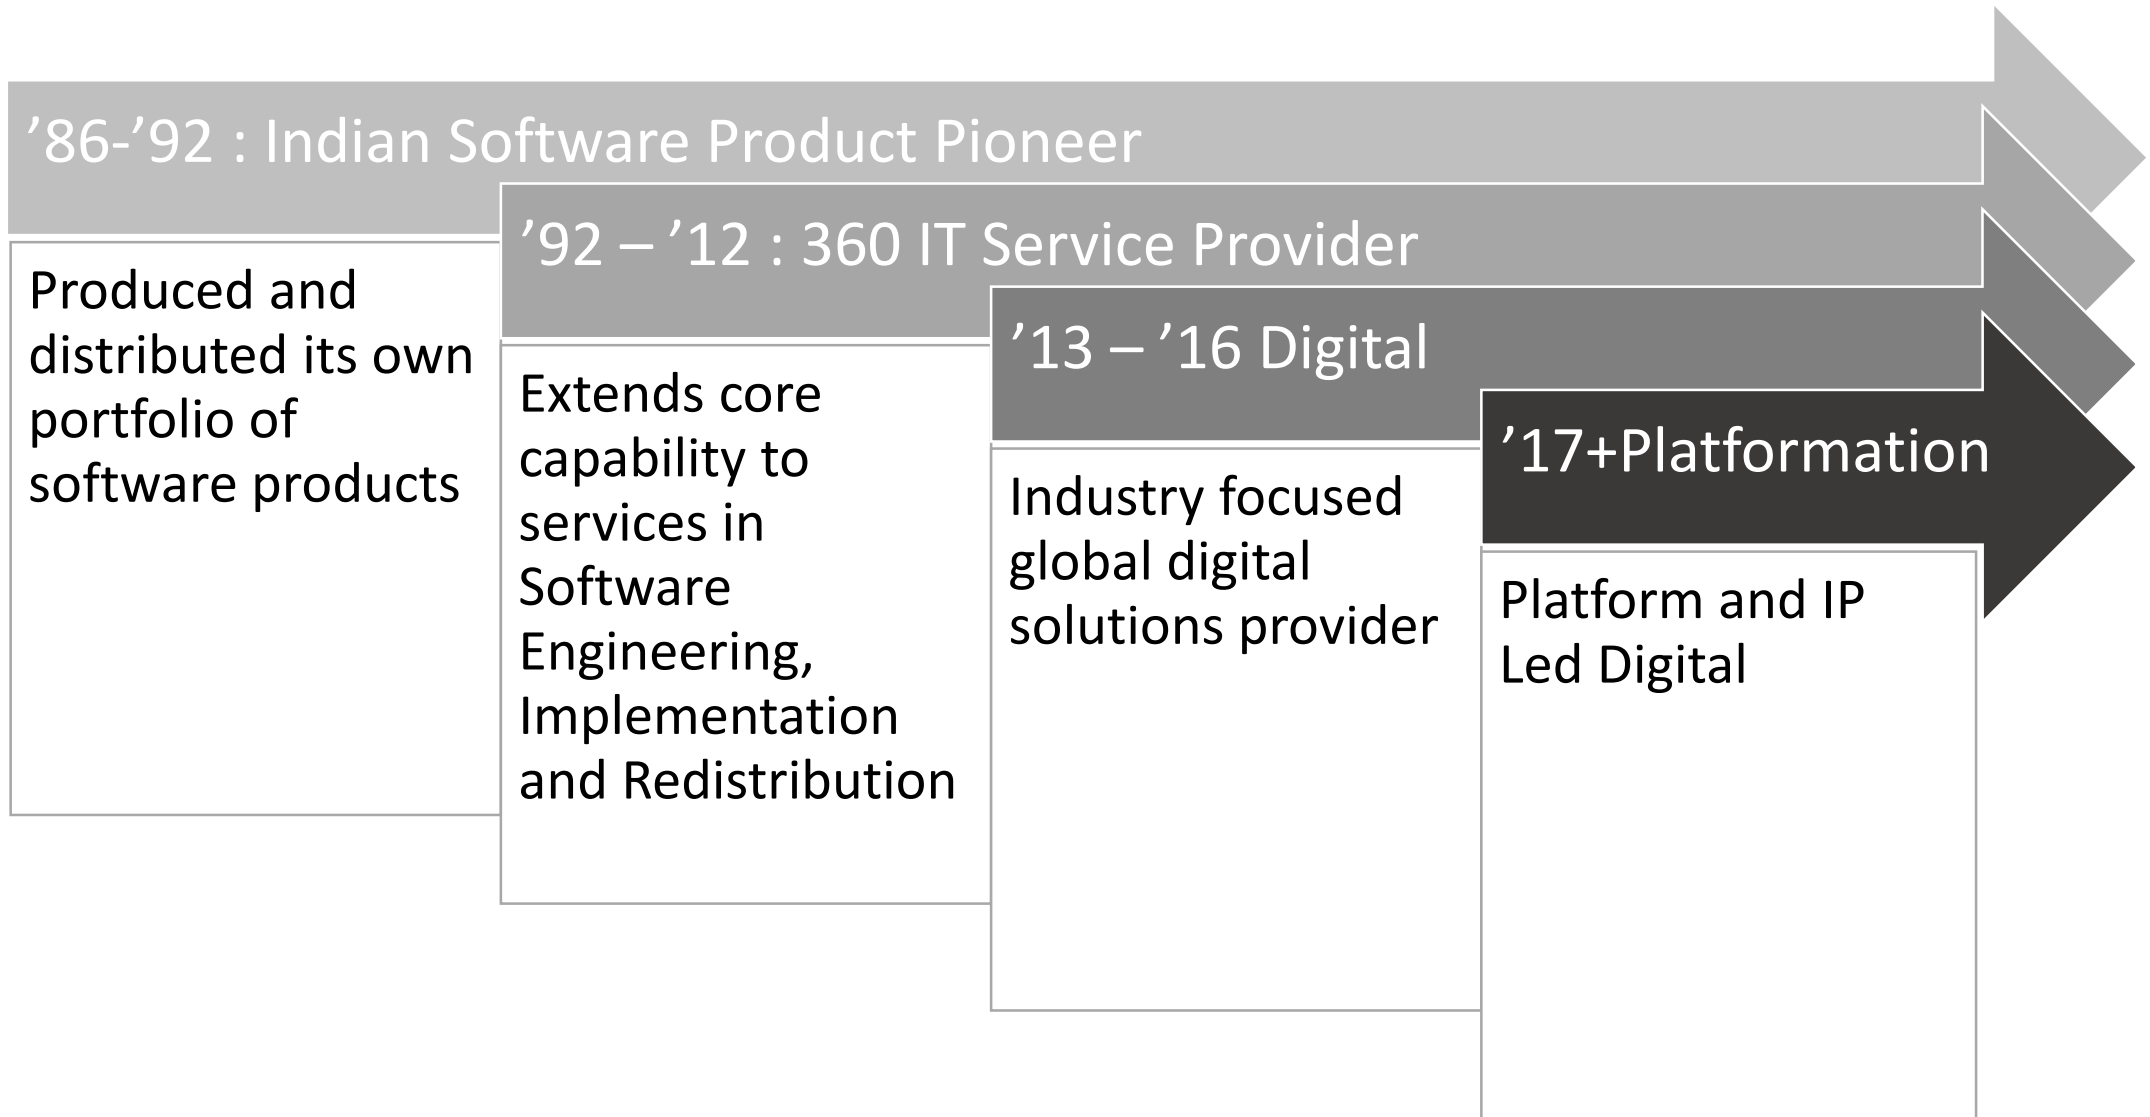 ’86-’92 : Indian Software Product Pioneer
Produced and
distributed its own
portfolio of
software products
’92 – ’12 : 360 IT Service Provider
Extends core
capability to
services in
Software
Engineering,
Implementation
and Redistribution
’13 – ’16 Digital
Industry focused
global digital
solutions provider
’17+Platformation
Platform and IP
Led Digital